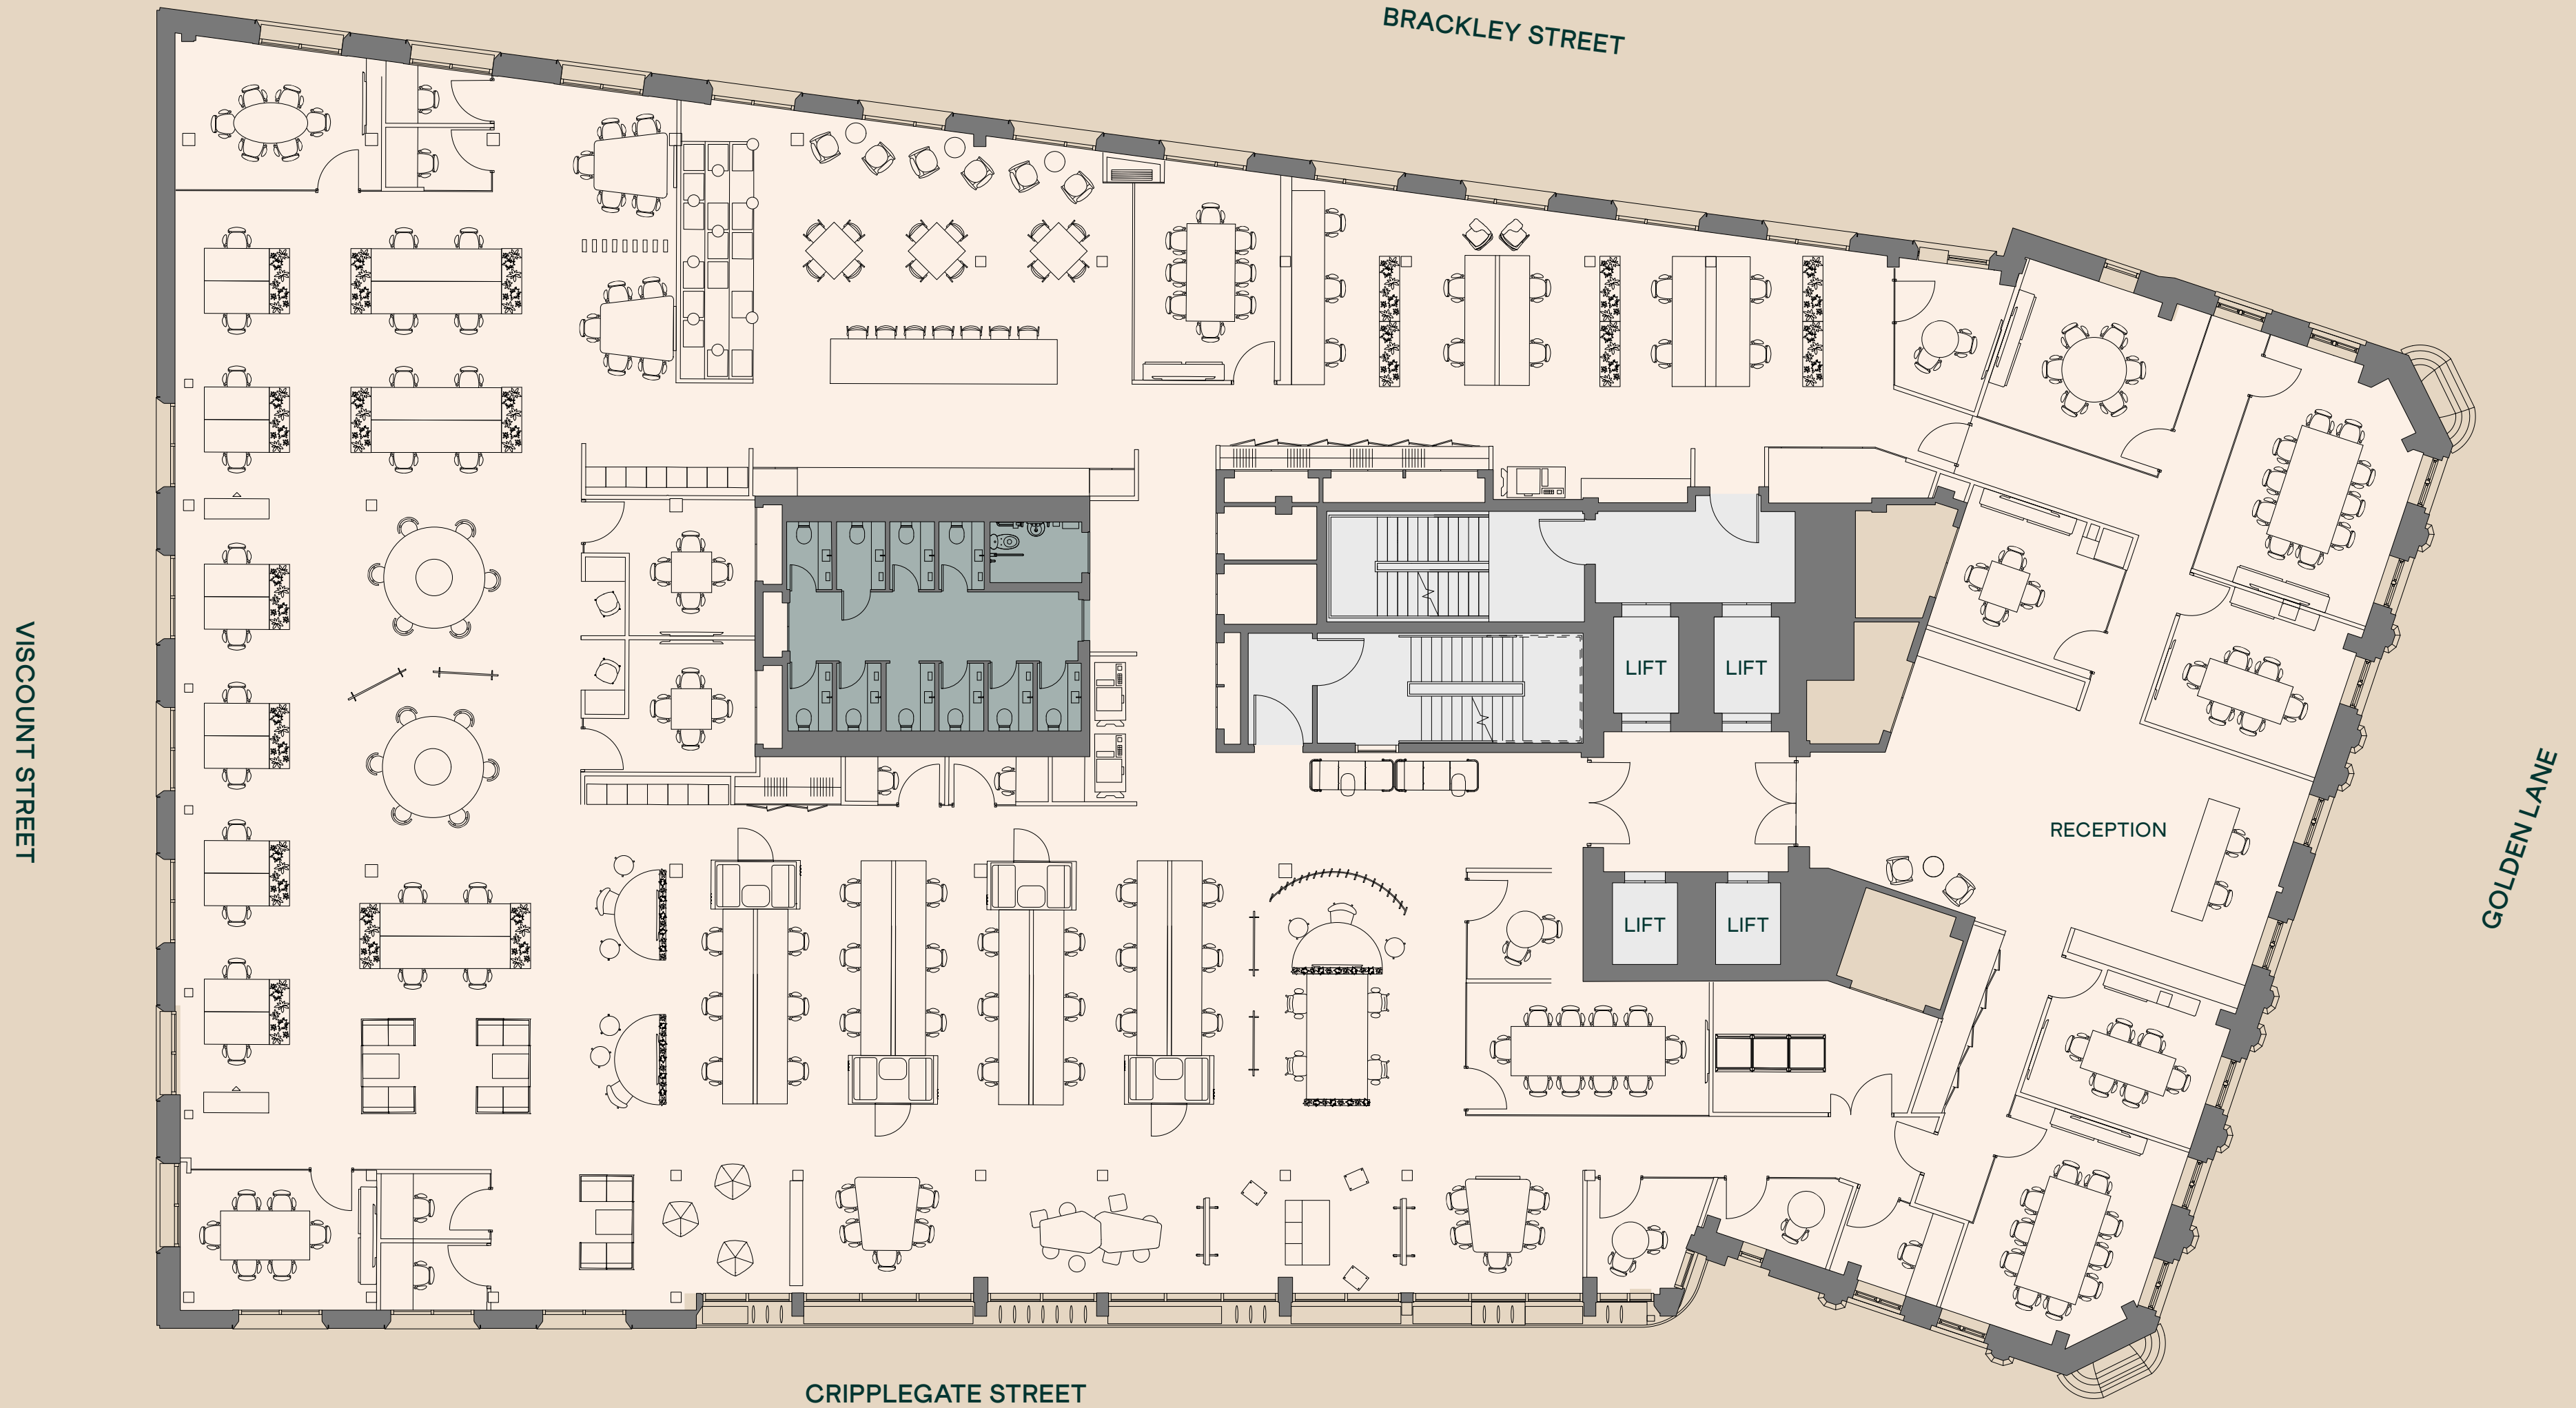 BRACKLEY STREET
VISCOUNT STREET
LIFT
LIFT
RECEPTION
GOLDEN LANE
LIFT
LIFT
CRIPPLEGATE STREET